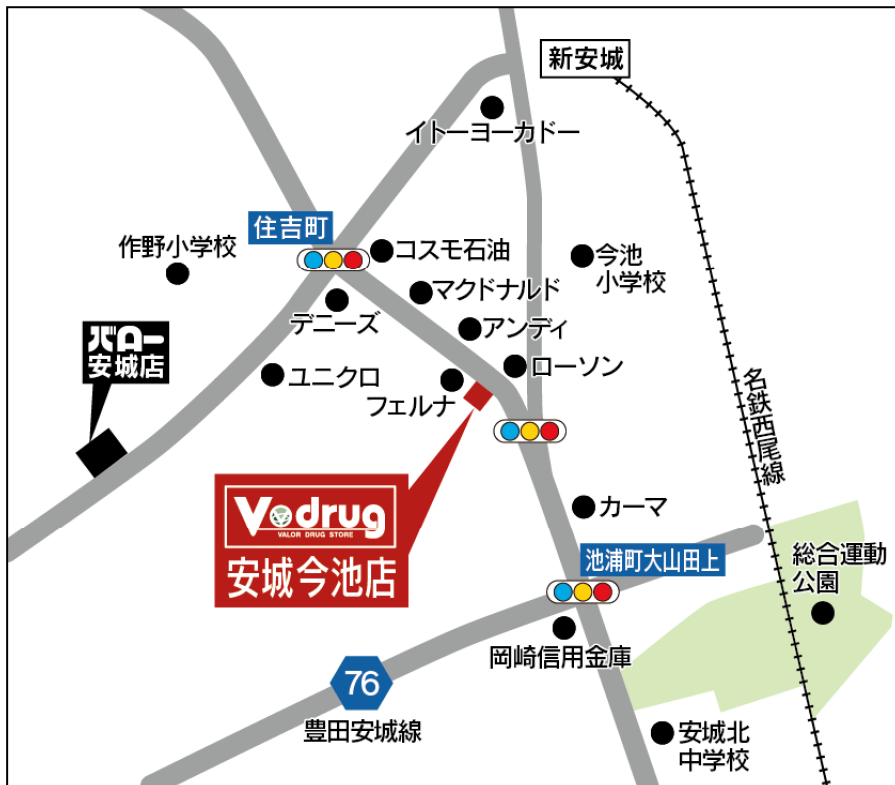 新安城
イトーヨーカドー
住吉町
作野小学校
コスモ石油
今池
小学校
マクドナルド
デニーズ
アンディ
バロー
安城店
ローソン
ユニクロ
フェルナ
名鉄西尾線
V・drug
VALOR DRUG STORE
安城今池店
カーマ
池浦町大山田上
総合運動
公園
岡崎信用金庫
76
豊田安城線
安城北
中学校